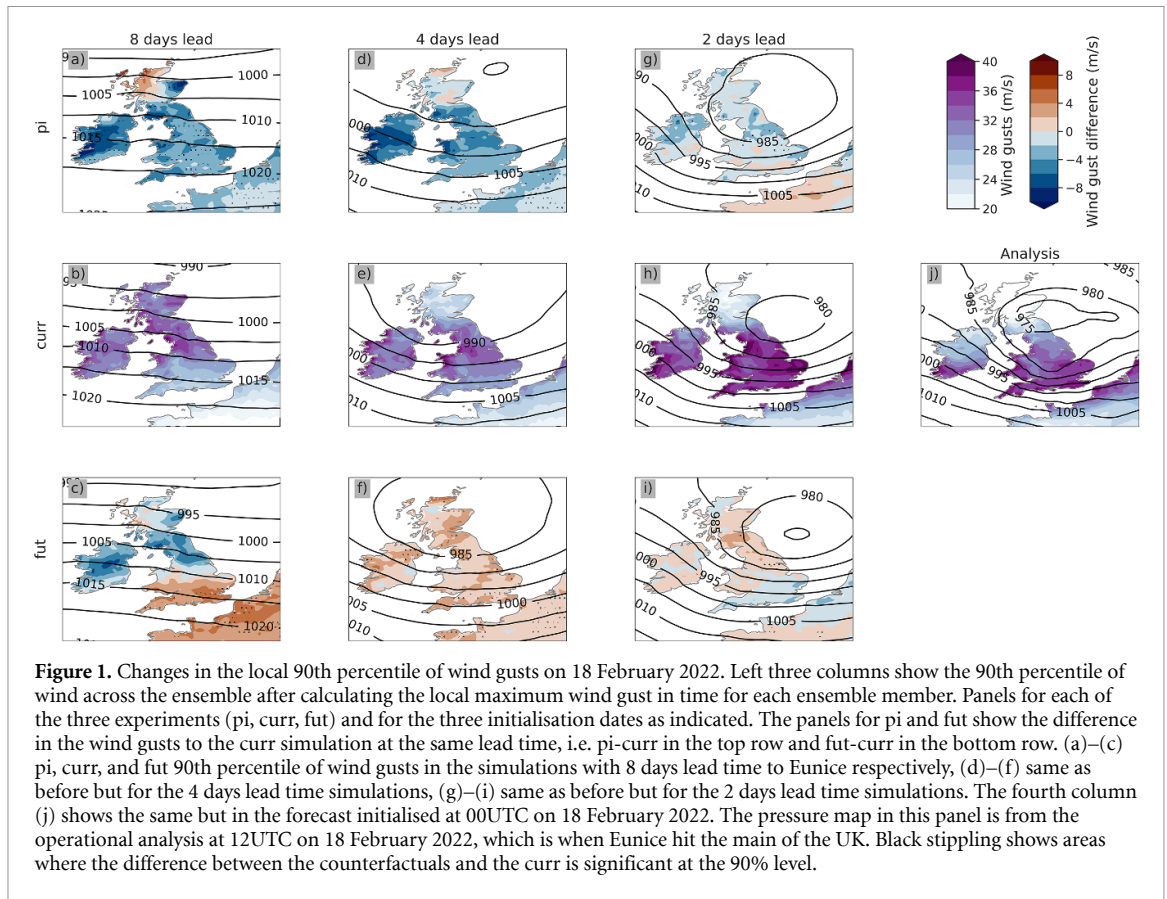 8 days lead
4 days lead
2 days lead
a)
1000
1005
1010
1015
1020
pi
d)
000
010
1005
g)
990
000
010
985
995
1005
40
36
32
28
24
20
Wind gusts (m/s)
8
4
0
−4
−8
Wind gust difference (m/s)
b)
990
1000
1005
1010
1015
1020
curr
e)
000
010
990
1005
h)
985
980
000
995
010
1005
Analysis
j)
985
985
980
975
000
995
1010
1005
c)
995
1000
1005
1010
1015
1020
fut
f)
985
1000
005
010
i)
980
985
000
995
010
1005
Figure 1. Changes in the local 90th percentile of wind gusts on 18 February 2022. Left three columns show the 90th percentile of
wind across the ensemble after calculating the local maximum wind gust in time for each ensemble member. Panels for each of
the three experiments (pi, curr, fut) and for the three initialisation dates as indicated. The panels for pi and fut show the difference
in the wind gusts to the curr simulation at the same lead time, i.e. pi-curr in the top row and fut-curr in the bottom row. (a)–(c)
pi, curr, and fut 90th percentile of wind gusts in the simulations with 8 days lead time to Eunice respectively, (d)–(f) same as
before but for the 4 days lead time simulations, (g)–(i) same as before but for the 2 days lead time simulations. The fourth column
(j) shows the same but in the forecast initialised at 00UTC on 18 February 2022. The pressure map in this panel is from the
operational analysis at 12UTC on 18 February 2022, which is when Eunice hit the main of the UK. Black stippling shows areas
where the difference between the counterfactuals and the curr is significant at the 90% level.